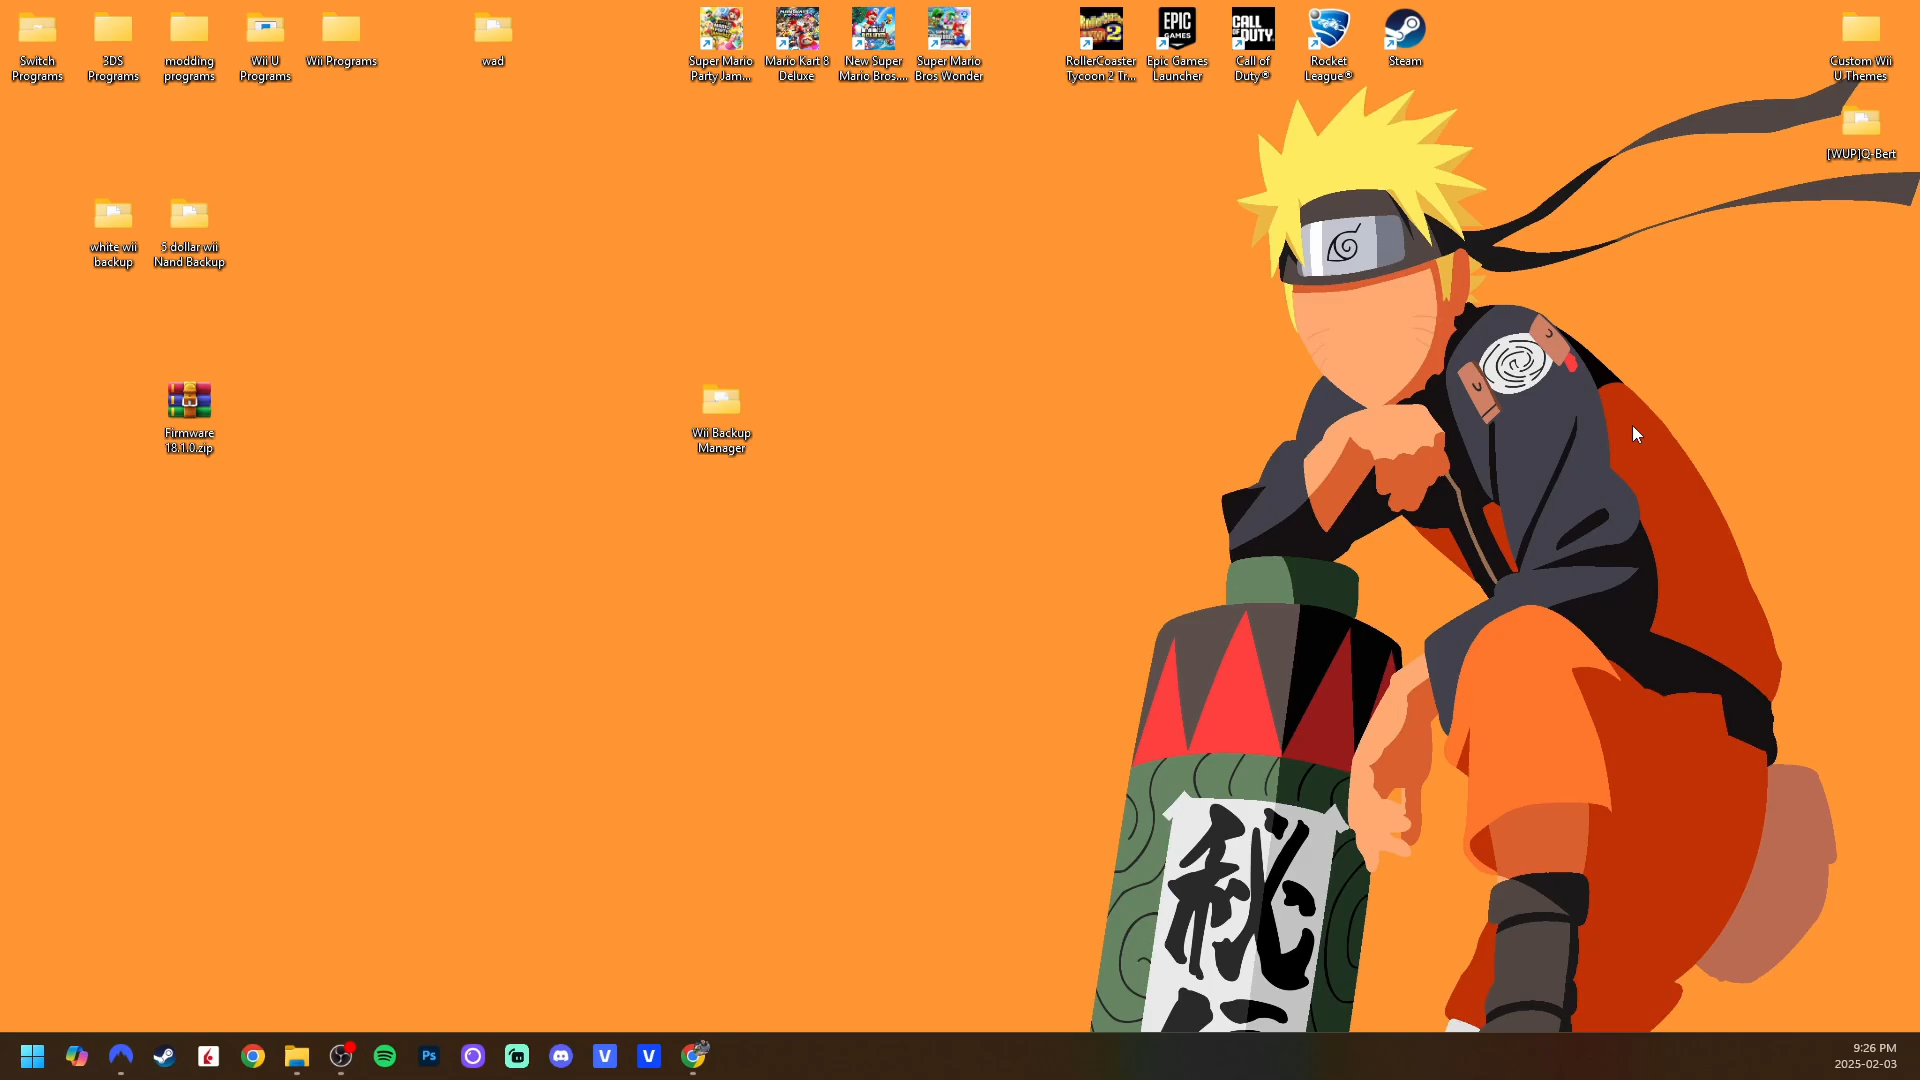 Switch
Programs
3DS
Programs
modding
programs
Wii U
Programs
Wii Programs
wad
Super Mario
Party Jam...
Mario Kart 8
Deluxe
New Super
Mario Bros....
Super Mario
Bros Wonder
RollerCoaster
Tycoon 2 Tr...
EPIC
GAMES
Epic Games
Launcher
CALL
OF DUTY
Call of
Duty®
Rocket
League®
Steam
Custom Wii
U Themes
[WUP]Q-Bert
white wii
backup
5 dollar wii
Nand Backup
Firmware
18.1.0.zip
Wii Backup
Manager
秘
Ps
V
V
9:26 PM
2025-02-03